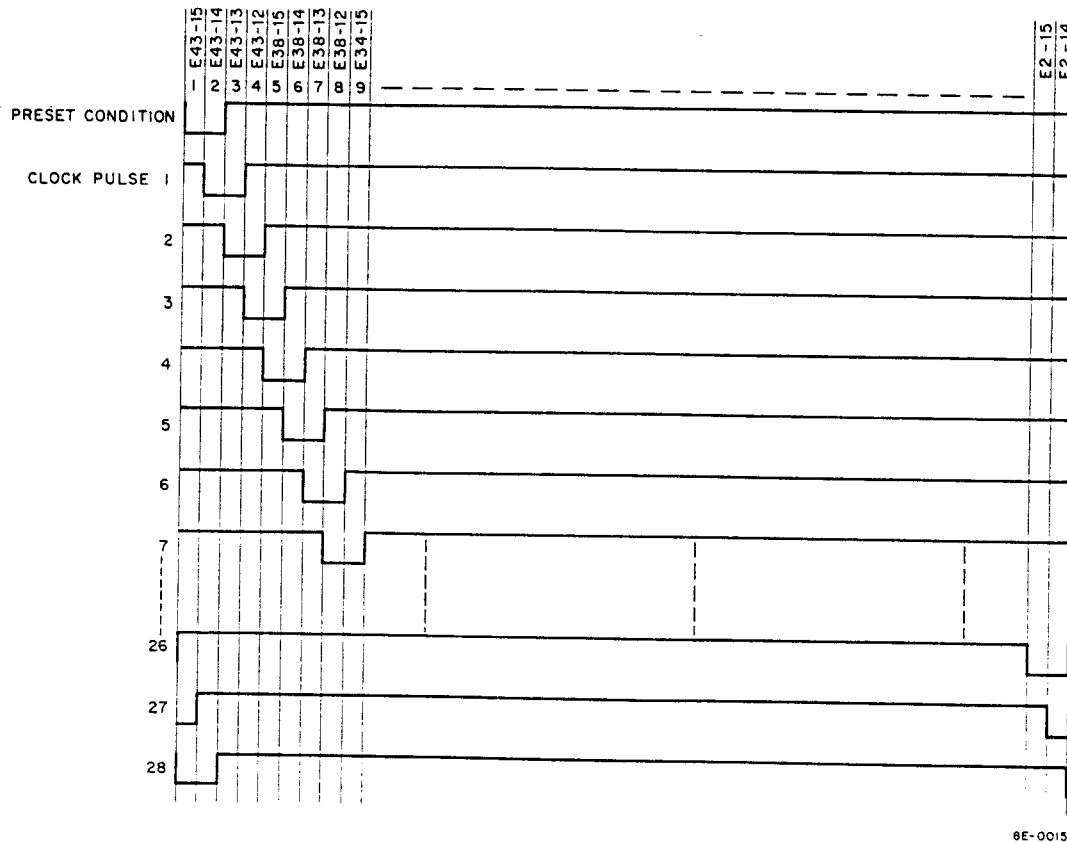 E43-15
E43-14
E43-13
E43-12
E38-15
E38-14
E38-13
E38-12
E34-15
E2-15
E2-14
1 2 3 4 5 6 7 8 9
PRESET CONDITION
CLOCK PULSE 1
2
3
4
5
6
7
26
27
28
8E-0015